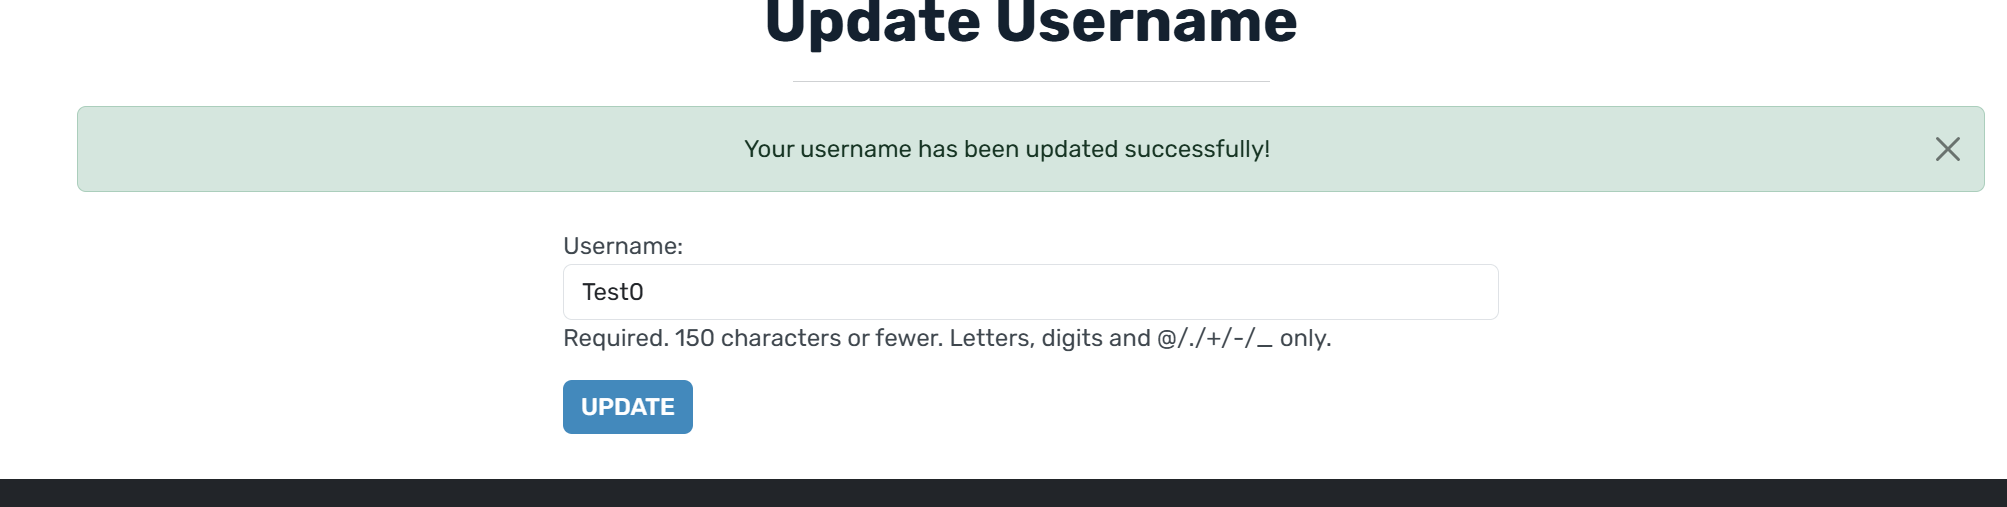 Update Username
Your username has been updated successfully!
Username:
Test0
Required. 150 characters or fewer. Letters, digits and @/./+/-/_ only.
UPDATE